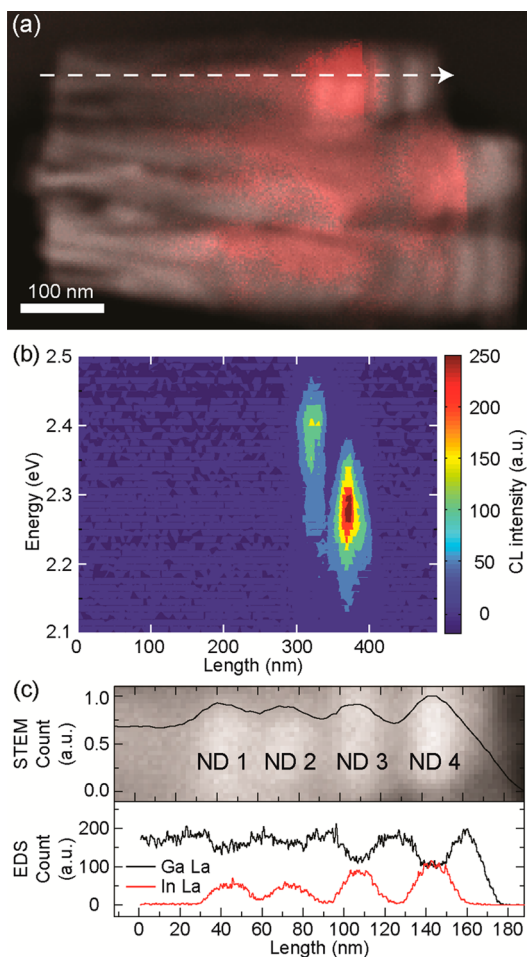 (a)
100 nm
(b)
2.5
2.4
2.3
2.2
2.1
Energy (eV)
0 100 200 300 400
Length (nm)
250
200
150
100
50
0
CL intensity (a.u.)
(c)
1.0
0.5
0.0
STEM
Count
(a.u.)
ND 1 ND 2 ND 3 ND 4
200
100
0
EDS
Count
(a.u.)
Ga La
In La
0 20 40 60 80 100 120 140 160 180
Length (nm)